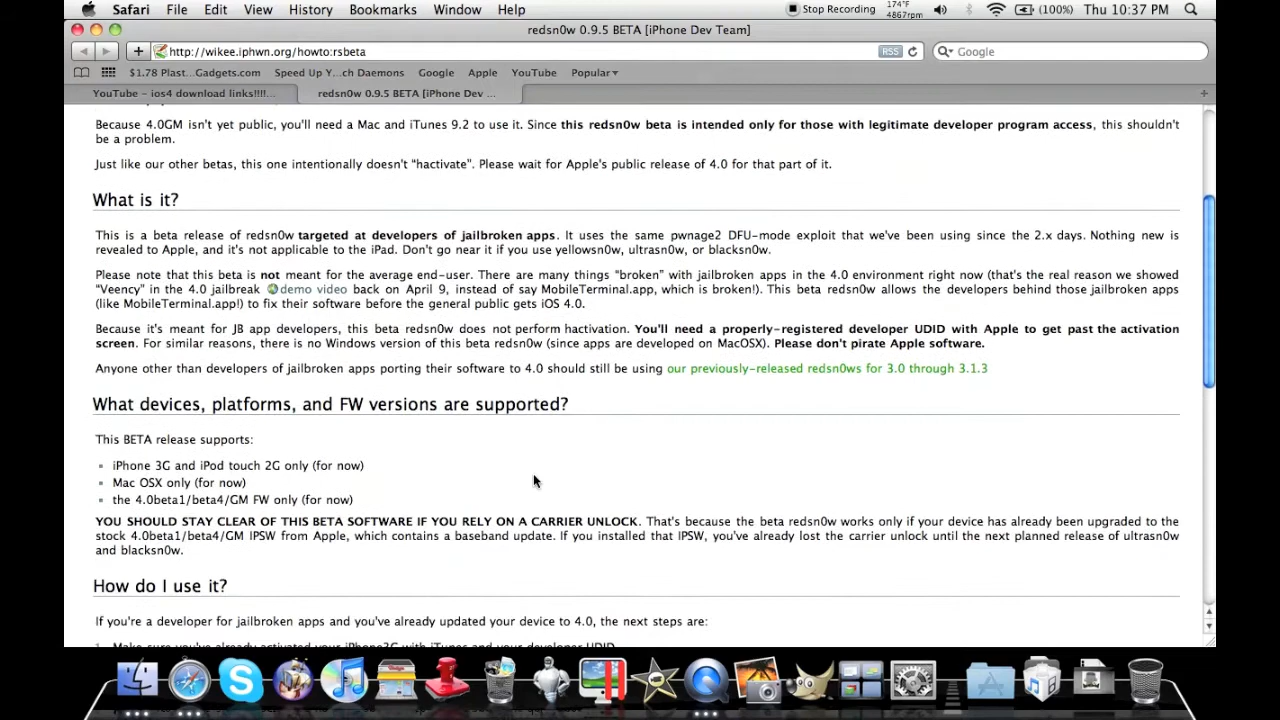 Safari File Edit View History Bookmarks Window Help Stop Recording 174°F 4867rpm (100%) Thu 10:37 PM
redsn0w 0.9.5 BETA [iPhone Dev Team]
http://wikee.iphwn.org/howto:rsbeta RSS Google
$1.78 Plast...Gadgets.com Speed Up Y...ch Daemons Google Apple YouTube Popular
YouTube – ios4 download links!!!!... redsn0w 0.9.5 BETA [iPhone Dev ...
Because 4.0GM isn't yet public, you'll need a Mac and iTunes 9.2 to use it. Since this redsn0w beta is intended only for those with legitimate developer program access, this shouldn't
be a problem.
Just like our other betas, this one intentionally doesn't "hactivate". Please wait for Apple's public release of 4.0 for that part of it.
What is it?
This is a beta release of redsn0w targeted at developers of jailbroken apps. It uses the same pwnage2 DFU-mode exploit that we've been using since the 2.x days. Nothing new is
revealed to Apple, and it's not applicable to the iPad. Don't go near it if you use yellowsn0w, ultrasn0w, or blacksn0w.
Please note that this beta is not meant for the average end-user. There are many things "broken" with jailbroken apps in the 4.0 environment right now (that's the real reason we showed
"Veency" in the 4.0 jailbreak demo video back on April 9, instead of say MobileTerminal.app, which is broken!). This beta redsn0w allows the developers behind those jailbroken apps
(like MobileTerminal.app!) to fix their software before the general public gets iOS 4.0.
Because it's meant for JB app developers, this beta redsn0w does not perform hactivation. You'll need a properly-registered developer UDID with Apple to get past the activation
screen. For similar reasons, there is no Windows version of this beta redsn0w (since apps are developed on MacOSX). Please don't pirate Apple software.
Anyone other than developers of jailbroken apps porting their software to 4.0 should still be using our previously-released redsn0ws for 3.0 through 3.1.3
What devices, platforms, and FW versions are supported?
This BETA release supports:
iPhone 3G and iPod touch 2G only (for now)
Mac OSX only (for now)
the 4.0beta1/beta4/GM FW only (for now)
YOU SHOULD STAY CLEAR OF THIS BETA SOFTWARE IF YOU RELY ON A CARRIER UNLOCK. That's because the beta redsn0w works only if your device has already been upgraded to the
stock 4.0beta1/beta4/GM IPSW from Apple, which contains a baseband update. If you installed that IPSW, you've already lost the carrier unlock until the next planned release of ultrasn0w
and blacksn0w.
How do I use it?
If you're a developer for jailbroken apps and you've already updated your device to 4.0, the next steps are:
Make sure you've already activated your iPhone3G with iTunes and your developer UDID